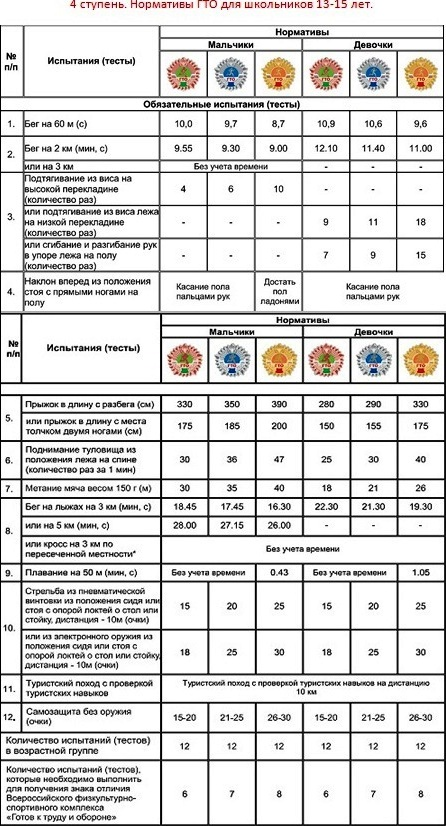 4 ступень. Нормативы ГТО для школьников 13-15 лет.
№ п/п Испытания (тесты) Нормативы
Мальчики Девочки
Обязательные испытания (тесты)
1. Бег на 60 м (с) 10,0 9,7 8,7 10,9 10,6 9,6
2. Бег на 2 км (мин, с) 9.55 9.30 9.00 12.10 11.40 11.00
или на 3 км Без учета времени - - -
3. Подтягивание из виса на
высокой перекладине
(количество раз) 4 6 10 - - -
или подтягивание из виса лежа
на низкой перекладине
(количество раз) - - - 9 11 18
или сгибание и разгибание рук
в упоре лежа на полу
(количество раз) - - - 7 9 15
4. Наклон вперед из положения
стоя с прямыми ногами на
полу
Касание пола
пальцами рук
Достать
пол
ладонями
Касание пола
пальцами рук
№ п/п Испытания (тесты) Нормативы
Мальчики Девочки
5. Прыжок в длину с разбега (см) 330 350 390 280 290 330
или прыжок в длину с места
толчком двумя ногами (см) 175 185 200 150 155 175
6. Поднимание туловища из
положения лежа на спине
(количество раз за 1 мин) 30 36 47 25 30 40
7. Метание мяча весом 150 г (м) 30 35 40 18 21 26
8. Бег на лыжах на 3 км (мин, с) 18.45 17.45 16.30 22.30 21.30 19.30
или на 5 км (мин, с) 28.00 27.15 26.00 - - -
или кросс на 3 км по
пересеченной местности* Без учета времени
9. Плавание на 50 м (мин, с) Без учета времени 0.43 Без учета времени 1.05
10. Стрельба из пневматической
винтовки из положения сидя или
стоя с опорой локтей о стол или
стойку, дистанция - 10м (очки) 15 20 25 15 20 25
или из электронного оружия из
положения сидя или стоя с
опорой локтей о стол или стойку,
дистанция - 10м (очки) 18 25 30 18 25 30
11. Туристский поход с проверкой
туристских навыков
Туристский поход с проверкой туристских навыков на дистанцию
10 км
12. Самозащита без оружия
(очки) 15-20 21-25 26-30 15-20 21-25 26-30
Количество испытаний (тестов)
в возрастной группе 12 12 12 12 12 12
Количество испытаний (тестов),
которые необходимо выполнить
для получения знака отличия
Всероссийского физкультурно-
спортивного комплекса
«Готов к труду и обороне» 6 7 8 6 7 8